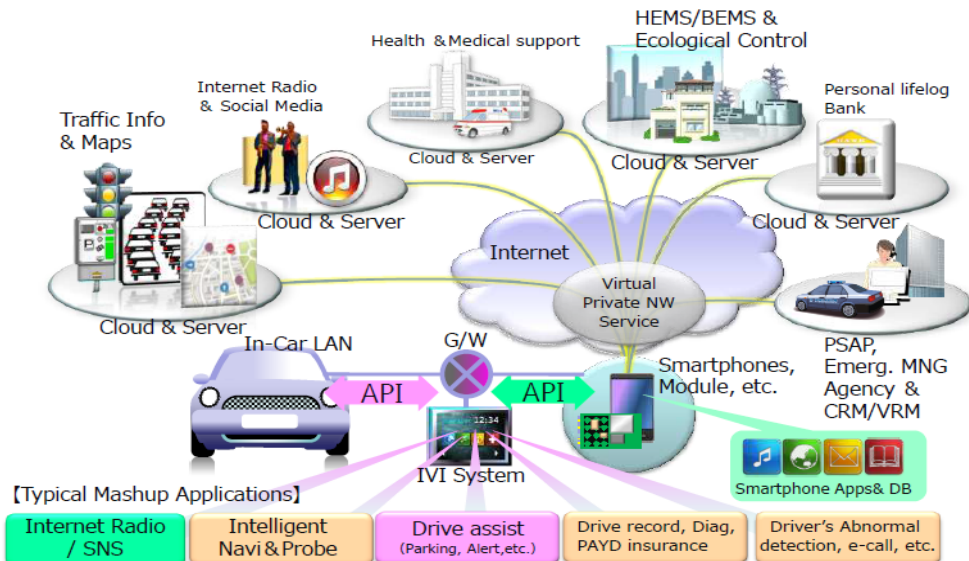 HEMS/BEMS &
Ecological Control
Health &Medical support
Internet Radio
& Social Media
Personal lifelog
Bank
Traffic Info
& Maps
Cloud & Server
Cloud & Server
Cloud & Server
Cloud & Server
Internet
Virtual
Private NW
Service
Cloud & Server
In-Car LAN
G/W
Smartphones,
Module, etc.
PSAP,
Emerg. MNG
Agency &
CRM/VRM
API
API
12:34
IVI System
Smartphone Apps& DB
【Typical Mashup Applications】
Internet Radio
/ SNS
Intelligent
Navi&Probe
Drive assist
(Parking, Alert,etc.)
Drive record, Diag,
PAYD insurance
Driver's Abnormal
detection, e-call, etc.